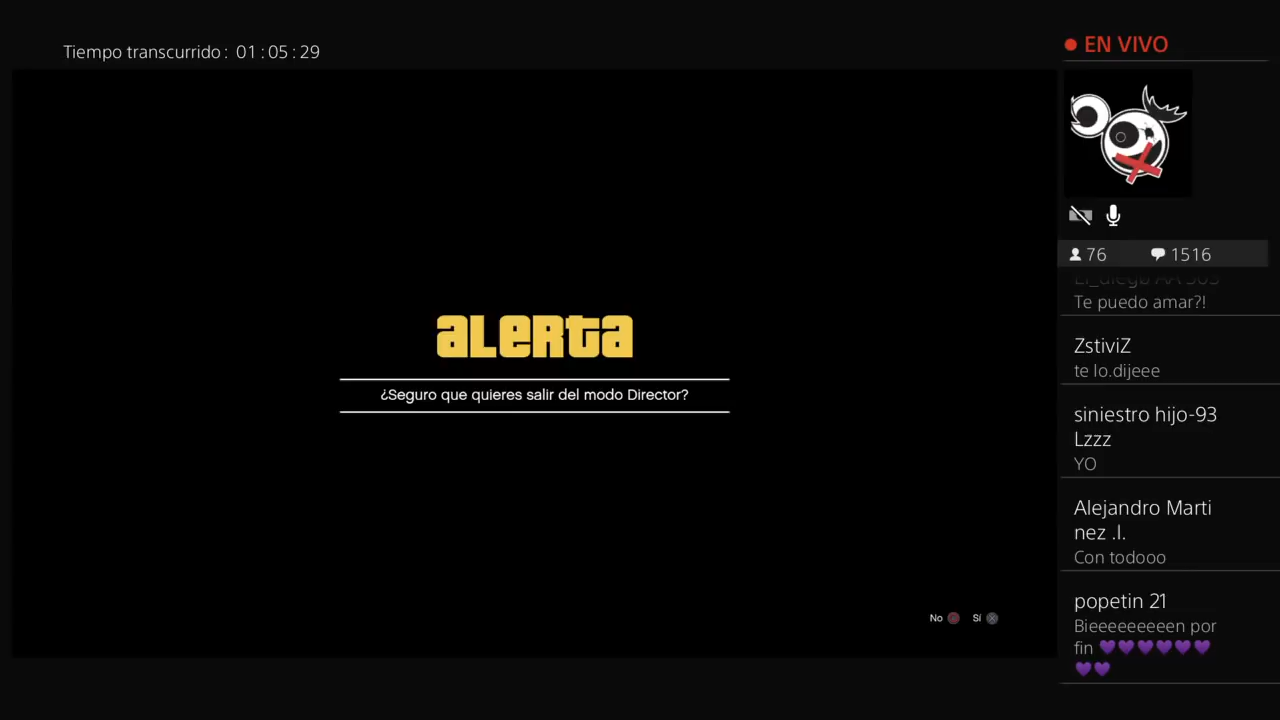 Tiempo transcurrido : 01 : 05 : 29
EN VIVO
76 1516
Te puedo amar?!
ZstiviZ
te lo.dijeee
siniestro hijo-93
Lzzz
YO
Alejandro Marti
nez .l.
Con todooo
popetin 21
Bieeeeeeeeen por
fin 💜💜💜💜💜💜
💜💜
alerta
¿Seguro que quieres salir del modo Director?
No Sí